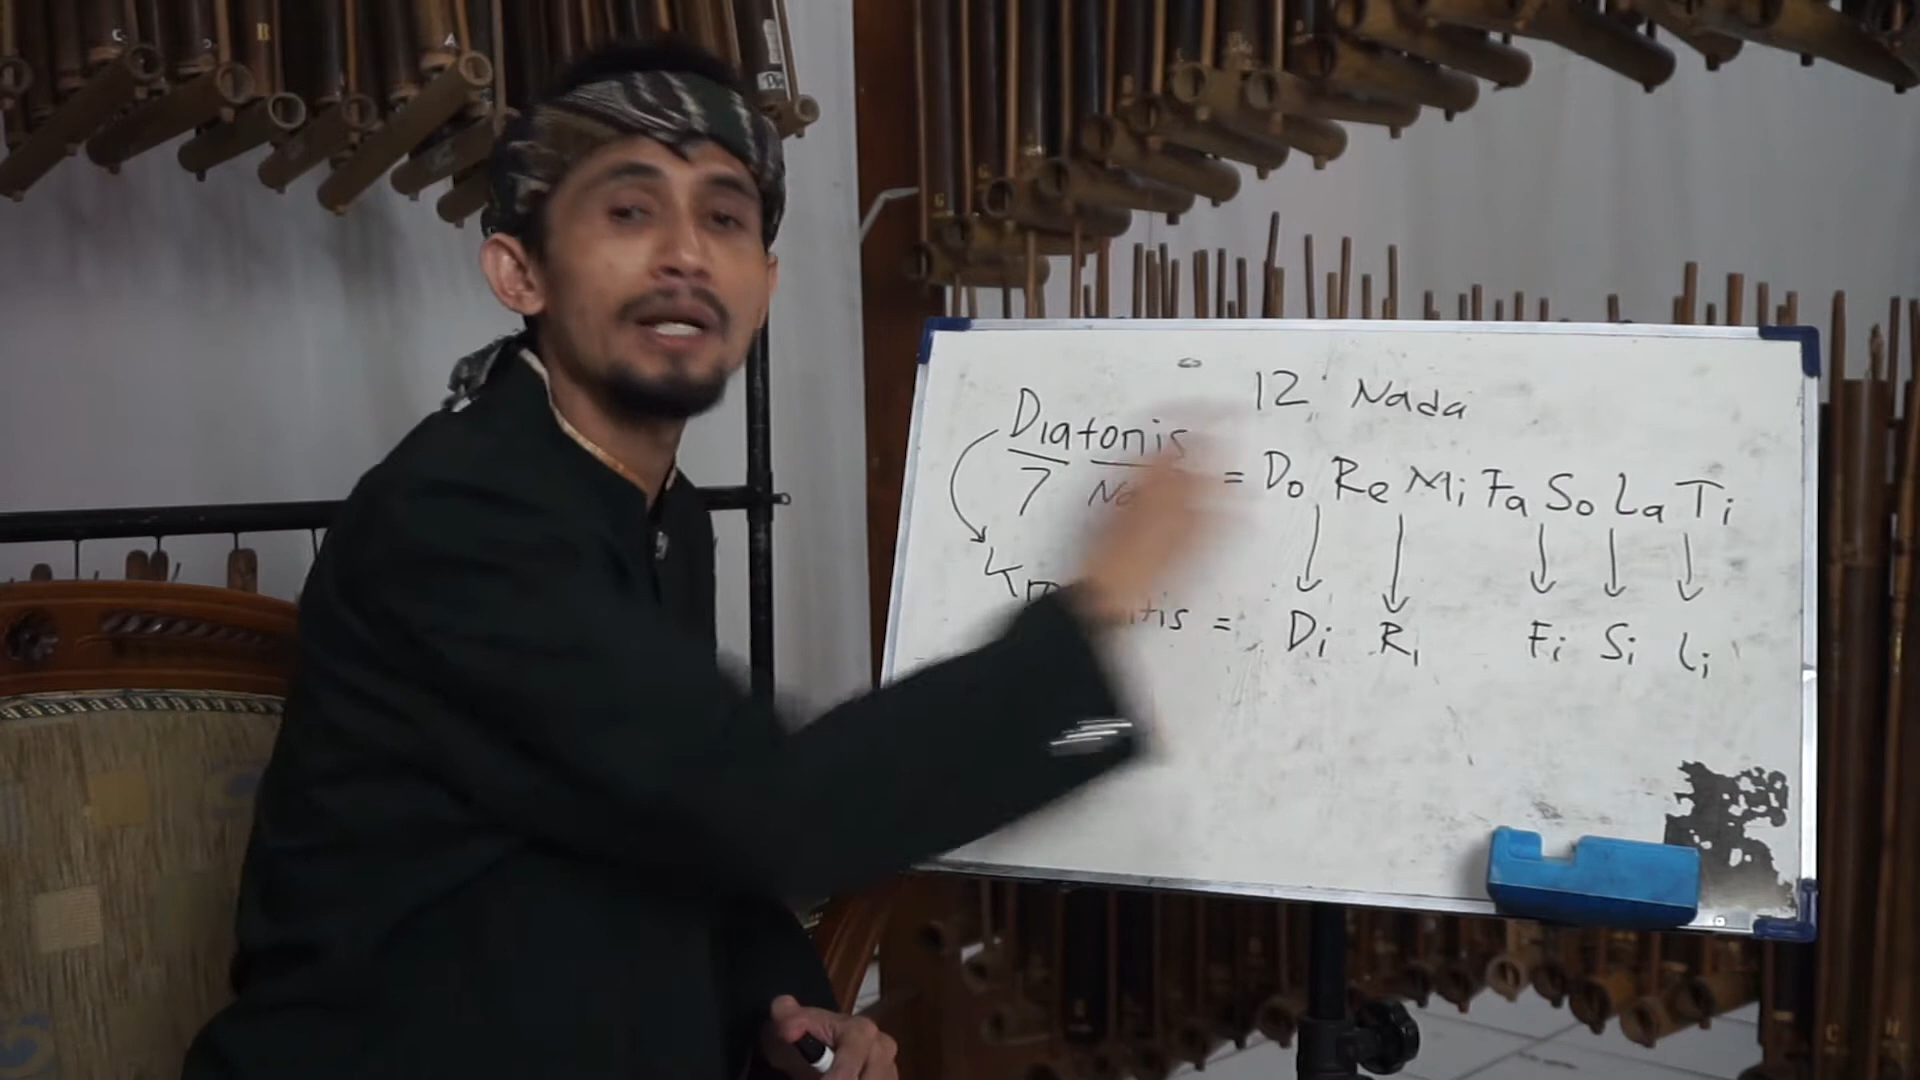 12 Nada
Diatonis
7 = Do Re Mi Fa So La Ti
= Di Ri Fi Si Li